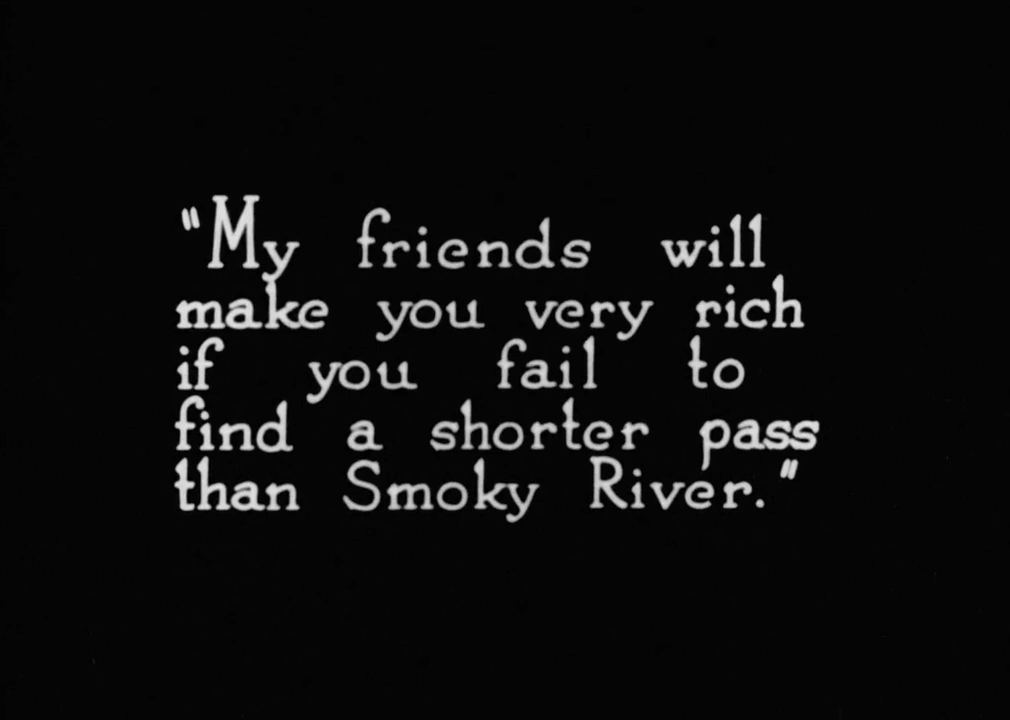 "My friends will
make you very rich
if you fail to
find a shorter pass
than Smoky River."